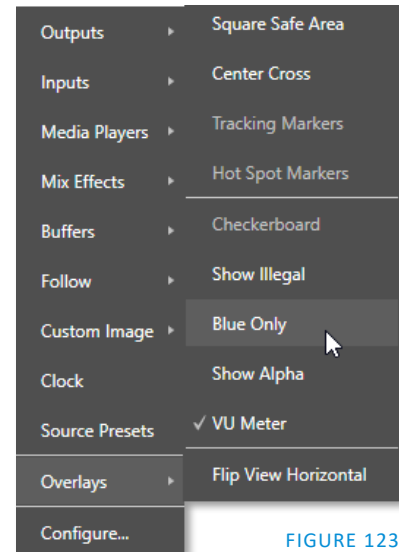 Outputs
Inputs
Media Players
Mix Effects
Buffers
Follow
Custom Image
Clock
Source Presets
Overlays
Configure...
Square Safe Area
Center Cross
Tracking Markers
Hot Spot Markers
Checkerboard
Show Illegal
Blue Only
Show Alpha
✓ VU Meter
Flip View Horizontal
FIGURE 123